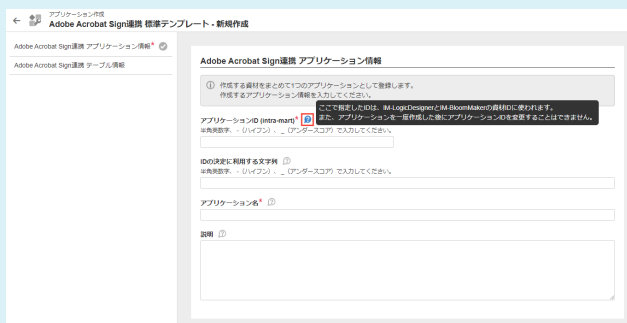 アプリケーション作成
Adobe Acrobat Sign連携 標準テンプレート - 新規作成
Adobe Acrobat Sign連携 アプリケーション情報*
Adobe Acrobat Sign連携 テーブル情報
Adobe Acrobat Sign連携 アプリケーション情報
作成する資材をまとめて1つのアプリケーションとして登録します。
作成するアプリケーション情報を入力してください。
ここで指定したIDは、IM-LogicDesignerとIM-BloomMakerの資材IDに使われます。
また、アプリケーションを一度作成した後にアプリケーションIDを変更することはできません。
アプリケーションID (intra-mart)*
半角英数字、 - (ハイフン) 、 _ (アンダースコア) で入力してください。
IDの決定に利用する文字列
半角英数字、 - (ハイフン) 、 _ (アンダースコア) で入力してください。
アプリケーション名*
説明